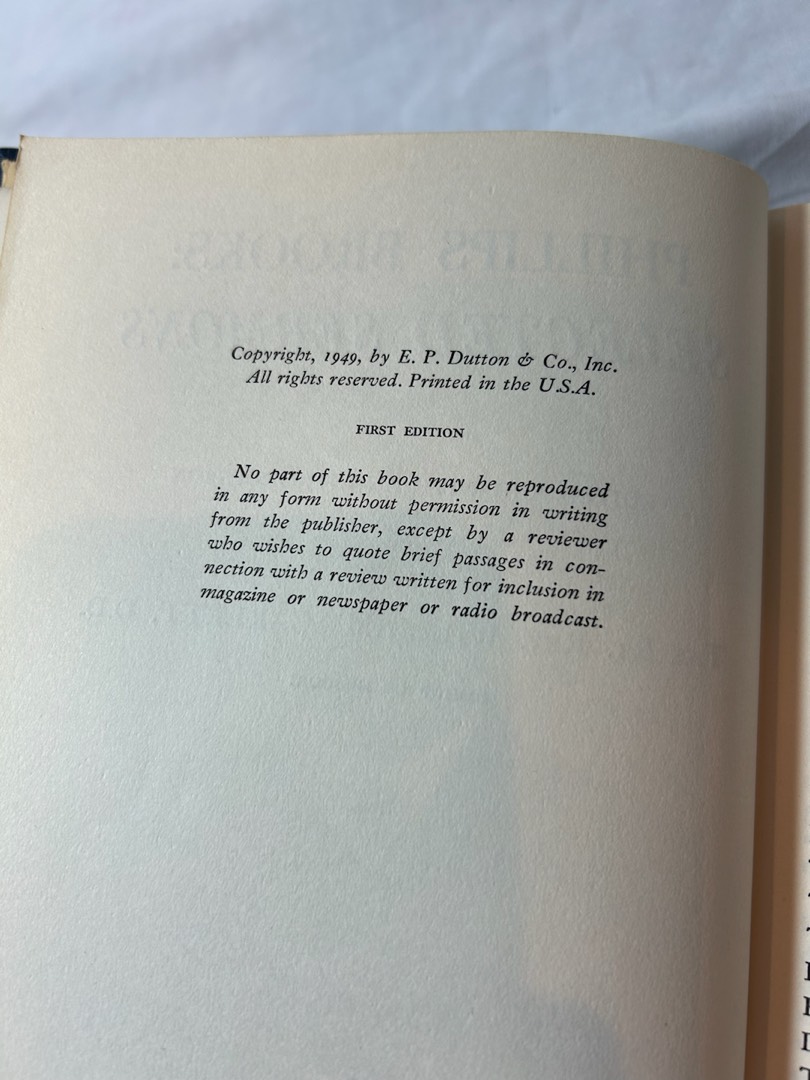 Copyright, 1949, by E. P. Dutton & Co., Inc.
All rights reserved. Printed in the U.S.A.
FIRST EDITION
No part of this book may be reproduced
in any form without permission in writing
from the publisher, except by a reviewer
who wishes to quote brief passages in con-
nection with a review written for inclusion in
magazine or newspaper or radio broadcast.